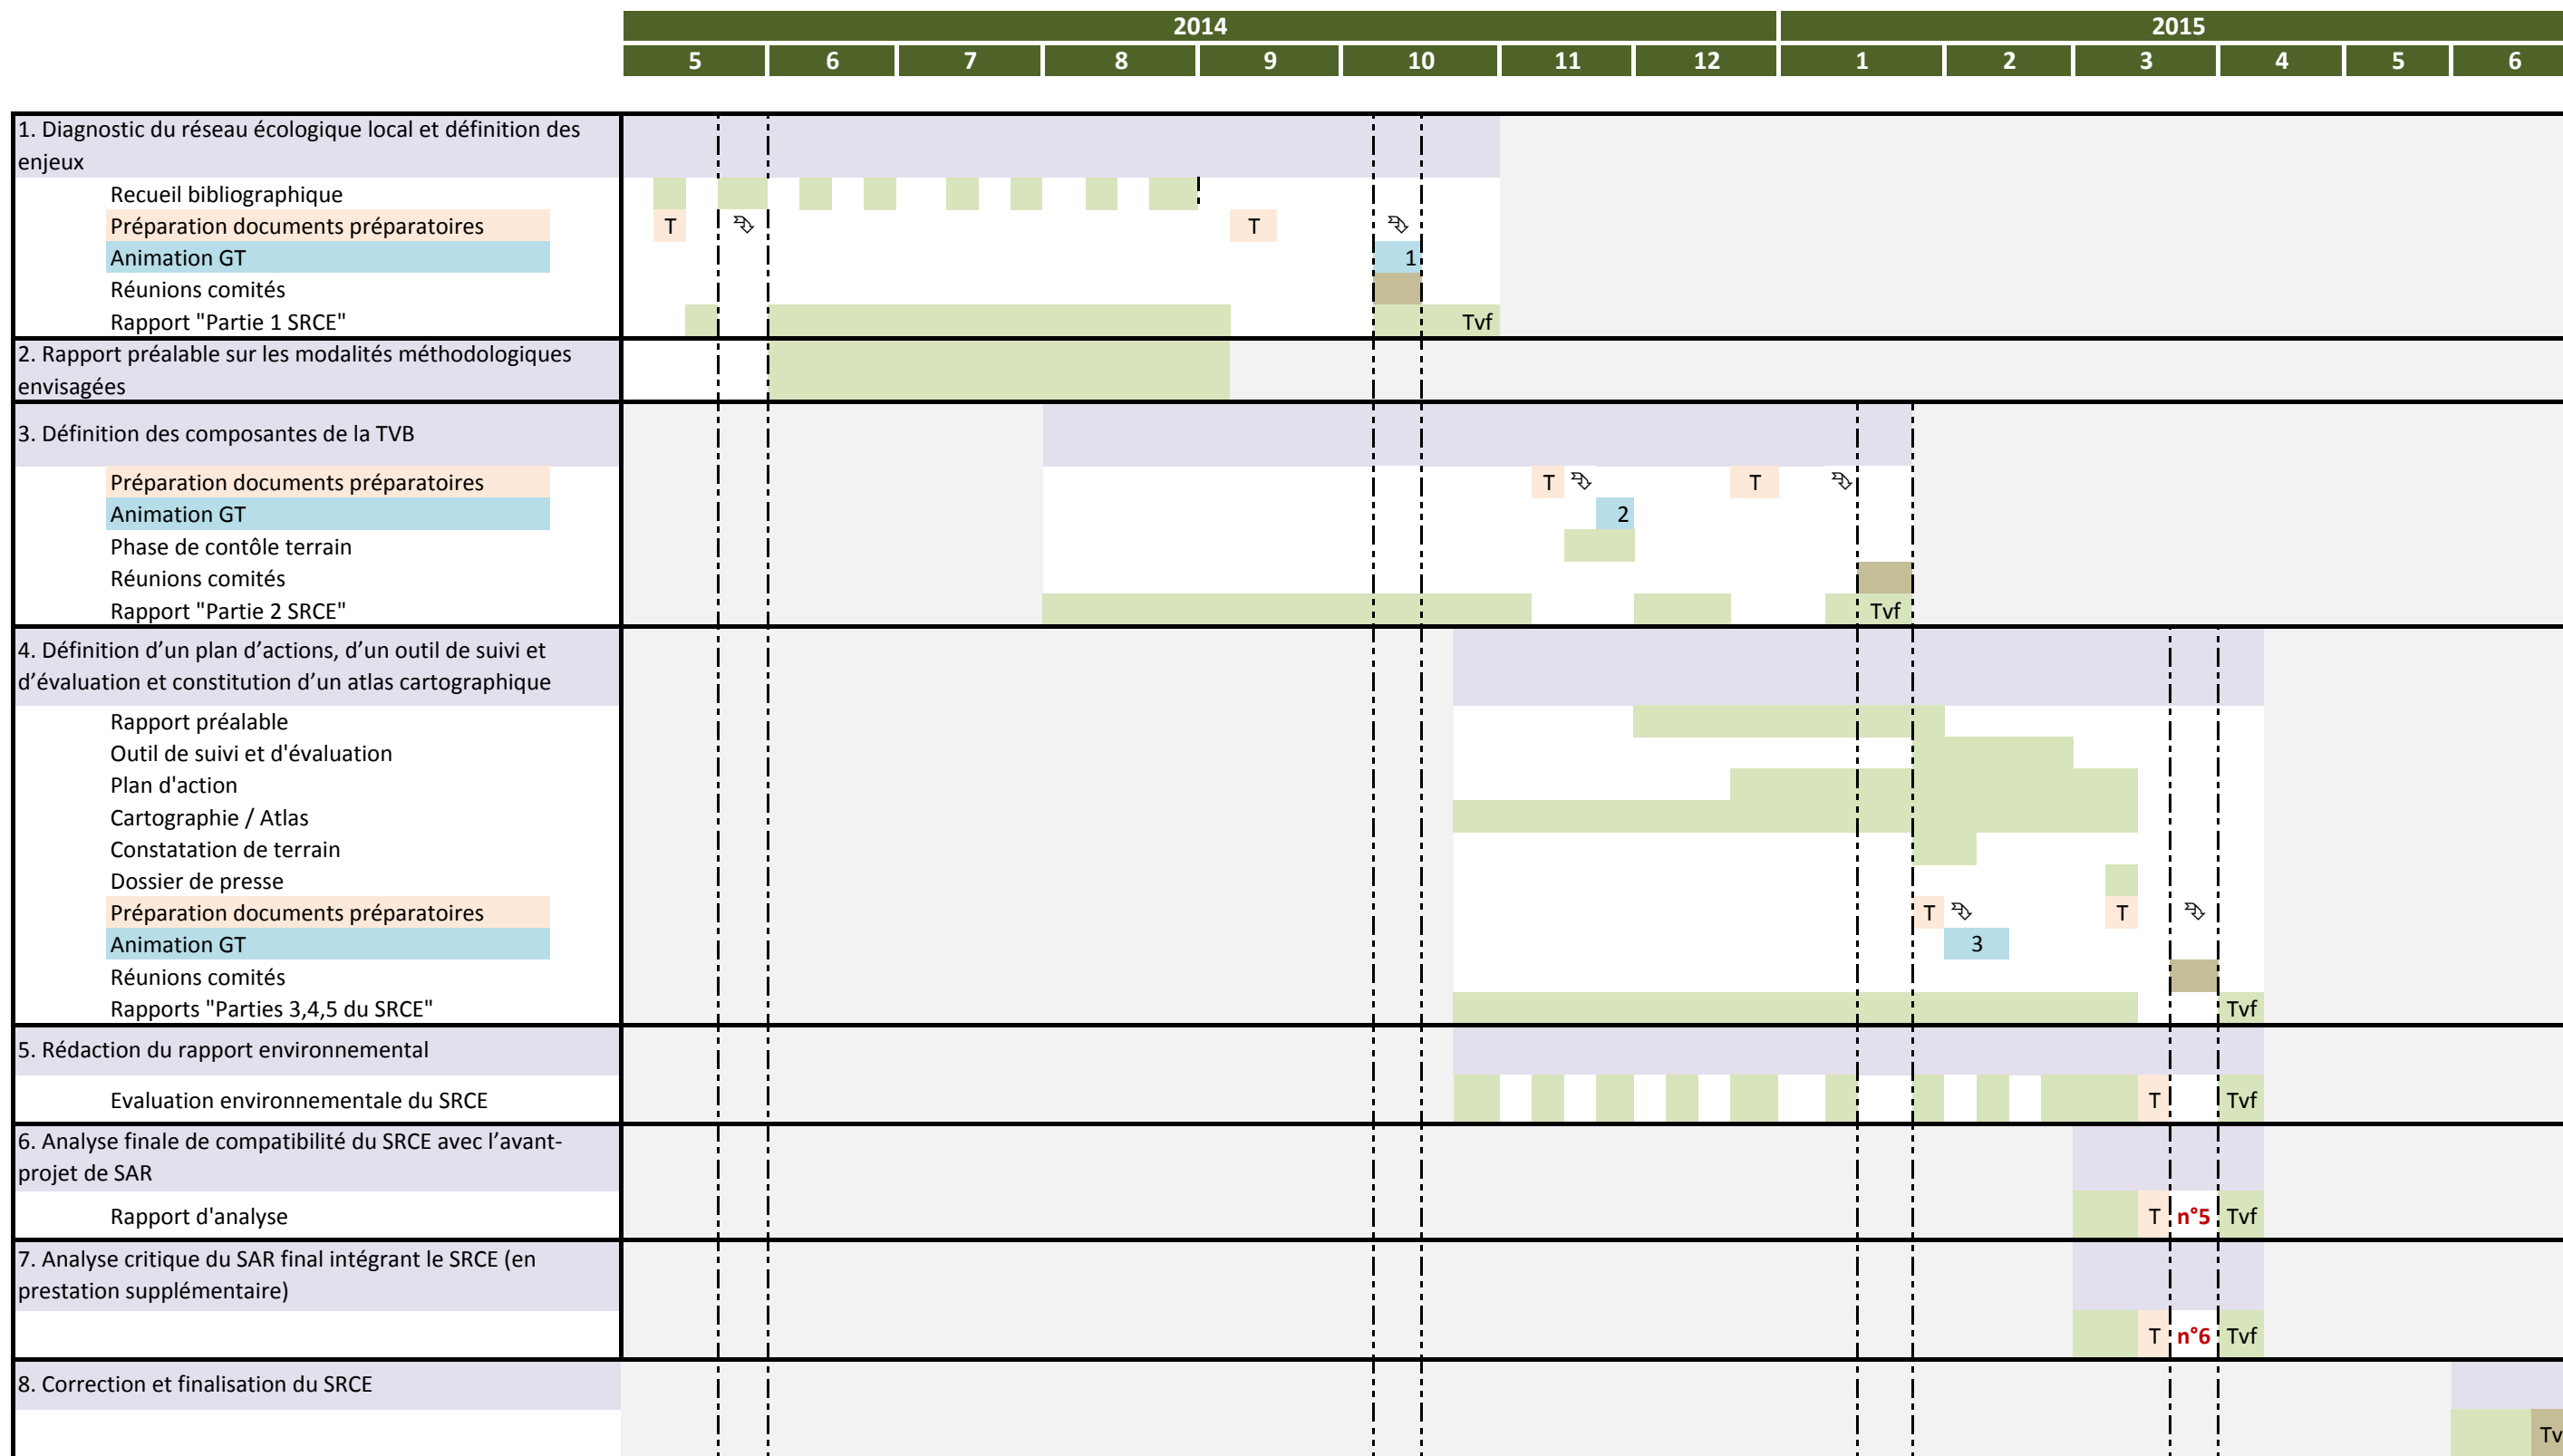 2014 2015
5 6 7 8 9 10 11 12 1 2 3 4 5 6
1. Diagnostic du réseau écologique local et définition des
enjeux
Recueil bibliographique
Préparation documents préparatoires T T
Animation GT 1
Réunions comités
Rapport "Partie 1 SRCE" Tvf
2. Rapport préalable sur les modalités méthodologiques
envisagées
3. Définition des composantes de la TVB
Préparation documents préparatoires T T
Animation GT 2
Phase de contôle terrain
Réunions comités
Rapport "Partie 2 SRCE" Tvf
4. Définition d’un plan d’actions, d’un outil de suivi et
d’évaluation et constitution d’un atlas cartographique
Rapport préalable
Outil de suivi et d'évaluation
Plan d'action
Cartographie / Atlas
Constatation de terrain
Dossier de presse
Préparation documents préparatoires T T
Animation GT 3
Réunions comités
Rapports "Parties 3,4,5 du SRCE" Tvf
5. Rédaction du rapport environnemental
Evaluation environnementale du SRCE T Tvf
6. Analyse finale de compatibilité du SRCE avec l’avant-
projet de SAR
Rapport d'analyse T n°5 Tvf
7. Analyse critique du SAR final intégrant le SRCE (en
prestation supplémentaire)
T n°6 Tvf
8. Correction et finalisation du SRCE
Tv